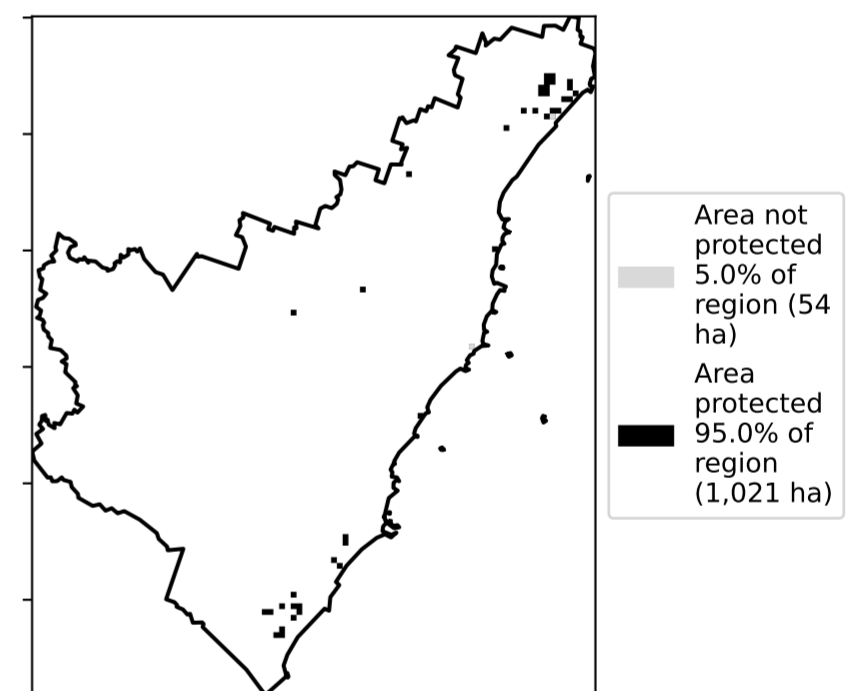 Area not
protected
5.0% of
region (54
ha)
Area
protected
95.0% of
region
(1,021 ha)